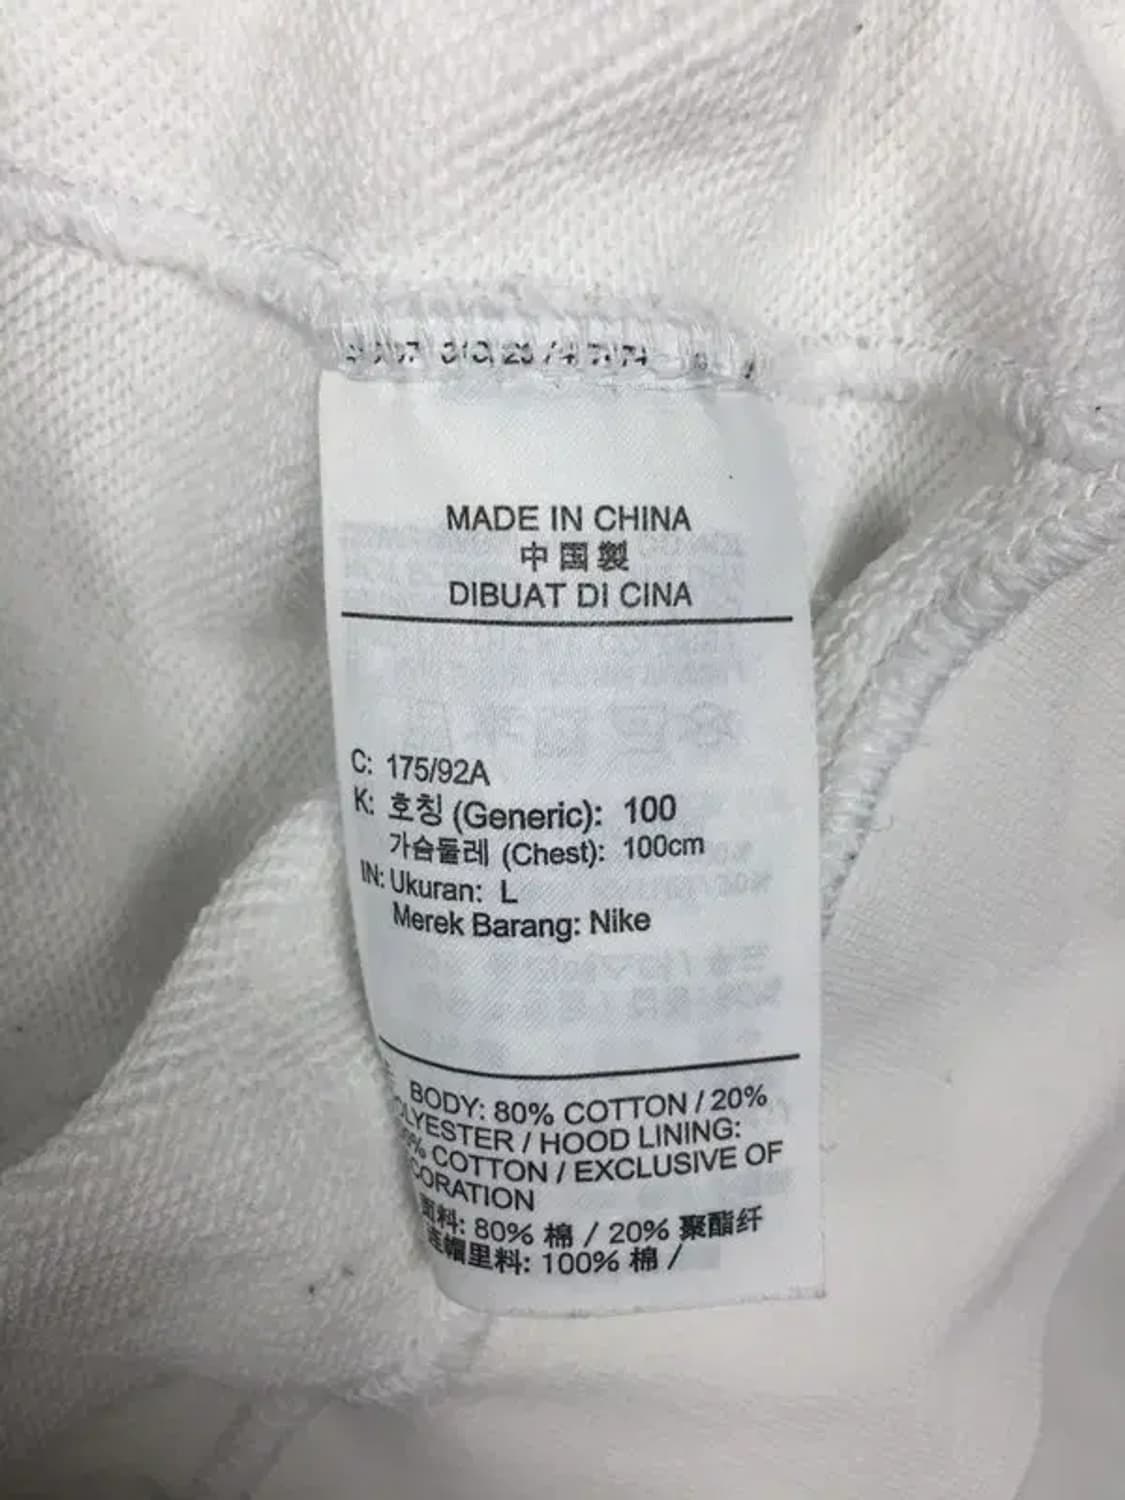 MADE IN CHINA
中国製
DIBUAT DI CINA
C: 175/92A
K: 호칭 (Generic): 100
가슴둘레 (Chest): 100cm
IN: Ukuran: L
Merek Barang: Nike
BODY: 80% COTTON / 20%
/ HOOD LINING:
COTTON / EXCLUSIVE OF
面料: 80% 棉 / 20% 聚酯纤
连帽里料: 100% 棉 /